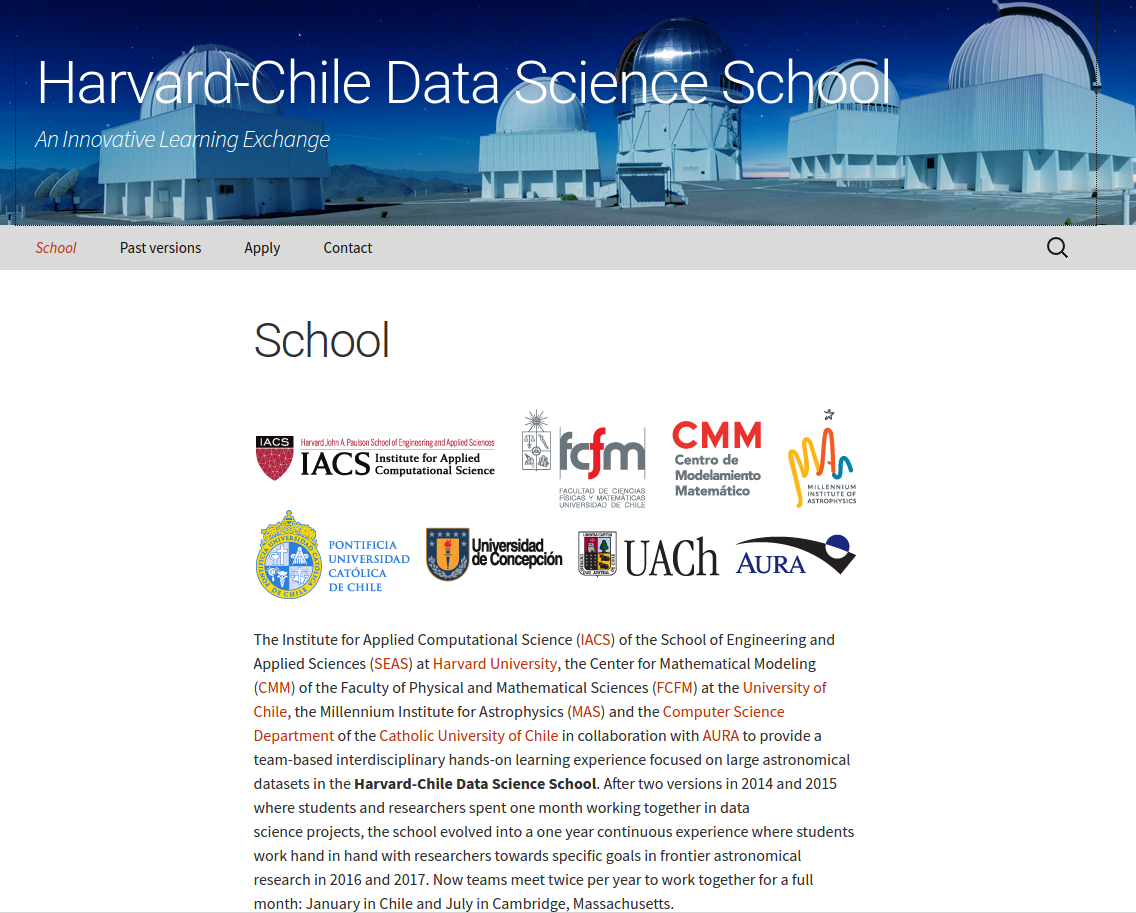 Harvard-Chile Data Science School
An Innovative Learning Exchange
School
Past versions
Apply
Contact
School
IACS
Harvard John A. Paulson School of Engineering and Applied Sciences
IACS Institute for Applied
Computational Science
fcfm
FACULTAD DE CIENCIAS
FÍSICAS Y MATEMÁTICAS
UNIVERSIDAD DE CHILE
CMM
Centro de
Modelamiento
Matemático
MILLENNIUM
INSTITUTE OF
ASTROPHYSICS
PONTIFICIA
UNIVERSIDAD
CATÓLICA
DE CHILE
Universidad
de Concepción
UACh
AURA
The Institute for Applied Computational Science (IACS) of the School of Engineering and
Applied Sciences (SEAS) at Harvard University, the Center for Mathematical Modeling
(CMM) of the Faculty of Physical and Mathematical Sciences (FCFM) at the University of
Chile, the Millennium Institute for Astrophysics (MAS) and the Computer Science
Department of the Catholic University of Chile in collaboration with AURA to provide a
team-based interdisciplinary hands-on learning experience focused on large astronomical
datasets in the Harvard-Chile Data Science School. After two versions in 2014 and 2015
where students and researchers spent one month working together in data
science projects, the school evolved into a one year continuous experience where students
work hand in hand with researchers towards specific goals in frontier astronomical
research in 2016 and 2017. Now teams meet twice per year to work together for a full
month: January in Chile and July in Cambridge, Massachusetts.